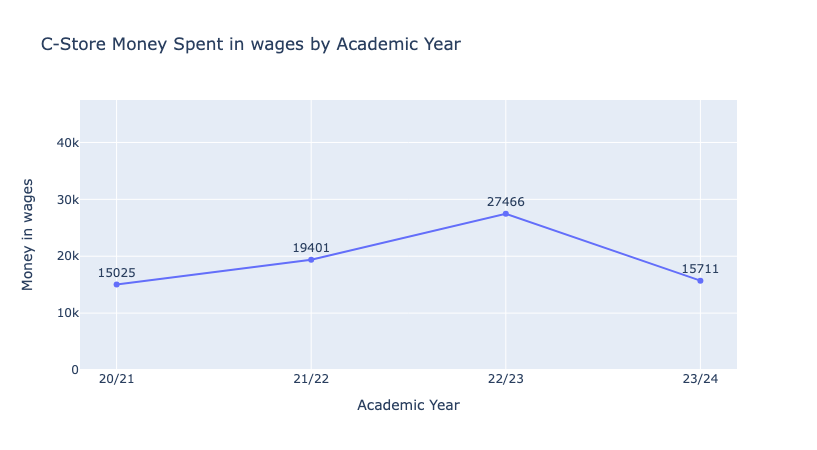 C-Store Money Spent in wages by Academic Year
Money in wages
40k
30k
20k
10k
0
15025
19401
27466
15711
20/21
21/22
22/23
23/24
Academic Year